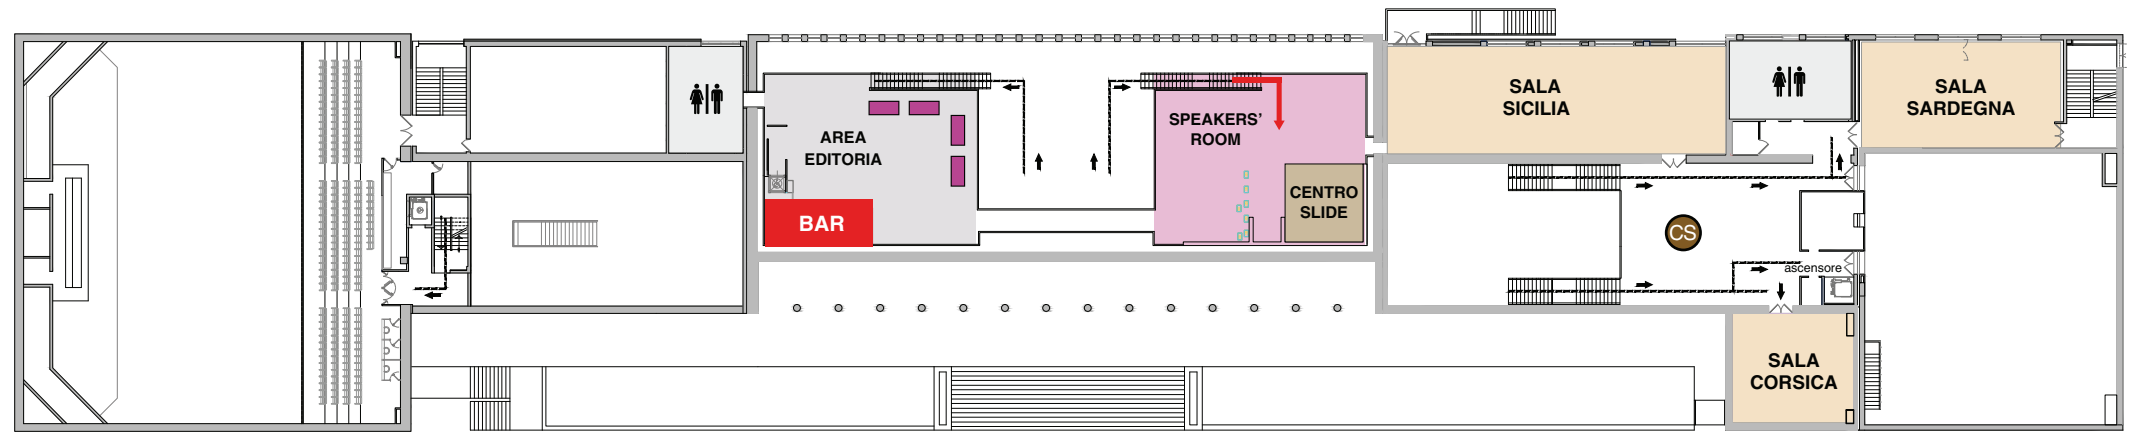 AREA
EDITORIA
BAR
SPEAKERS'
ROOM
CENTRO
SLIDE
SALA
SICILIA
SALA
SARDEGNA
CS
ascensore
SALA
CORSICA